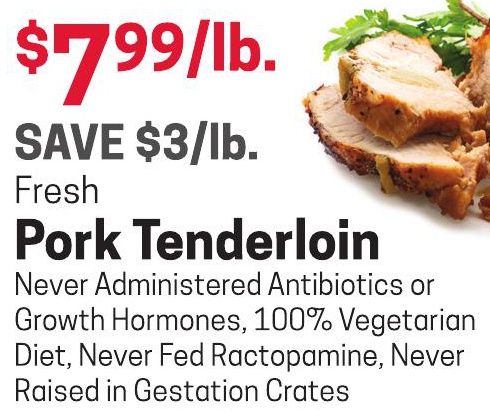 $7.99/lb.
SAVE $3/lb.
Fresh
Pork Tenderloin
Never Administered Antibiotics or
Growth Hormones, 100% Vegetarian
Diet, Never Fed Ractopamine, Never
Raised in Gestation Crates